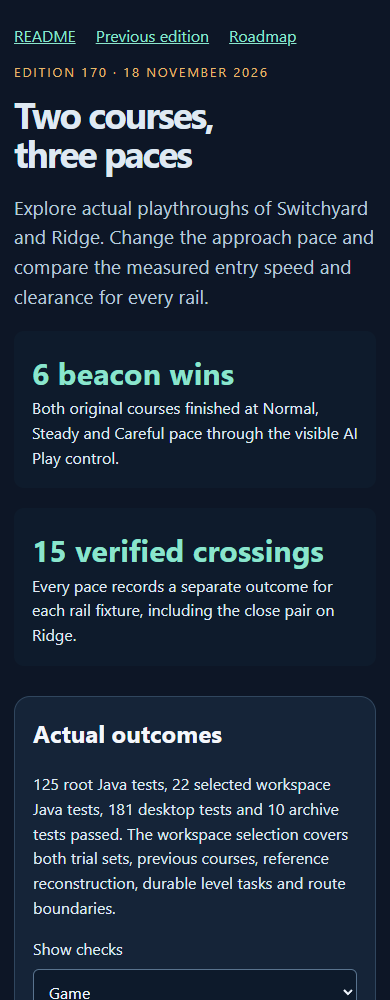 README Previous edition Roadmap
EDITION 170 · 18 NOVEMBER 2026
Two courses,
three paces
Explore actual playthroughs of Switchyard
and Ridge. Change the approach pace and
compare the measured entry speed and
clearance for every rail.
6 beacon wins
Both original courses finished at Normal,
Steady and Careful pace through the visible AI
Play control.
15 verified crossings
Every pace records a separate outcome for
each rail fixture, including the close pair on
Ridge.
Actual outcomes
125 root Java tests, 22 selected workspace
Java tests, 181 desktop tests and 10 archive
tests passed. The workspace selection covers
both trial sets, previous courses, reference
reconstruction, durable level tasks and route
boundaries.
Show checks
Game